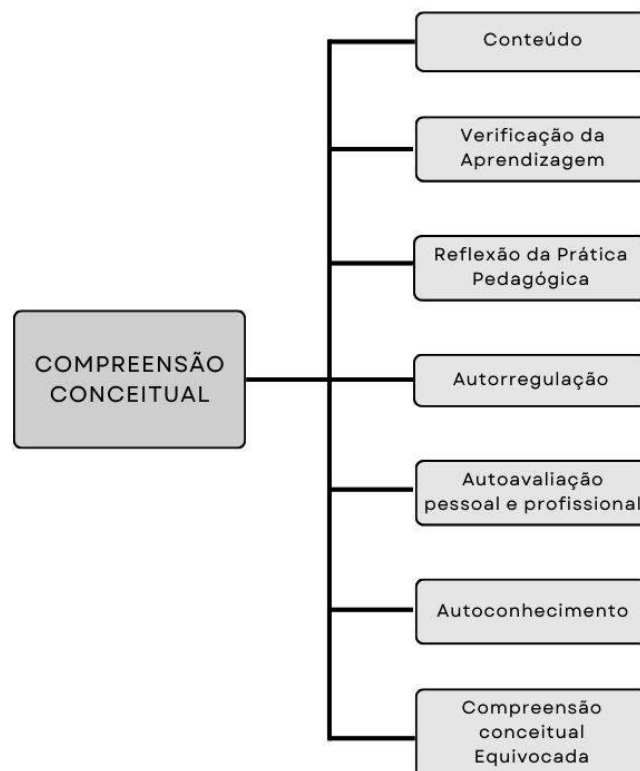 Conteúdo
Verificação da
Aprendizagem
Reflexão da Prática
Pedagógica
COMPREENSÃO
CONCEITUAL
Autorregulação
Autoavaliação
pessoal e profissional
Autoconhecimento
Compreensão
conceitual
Equivocada